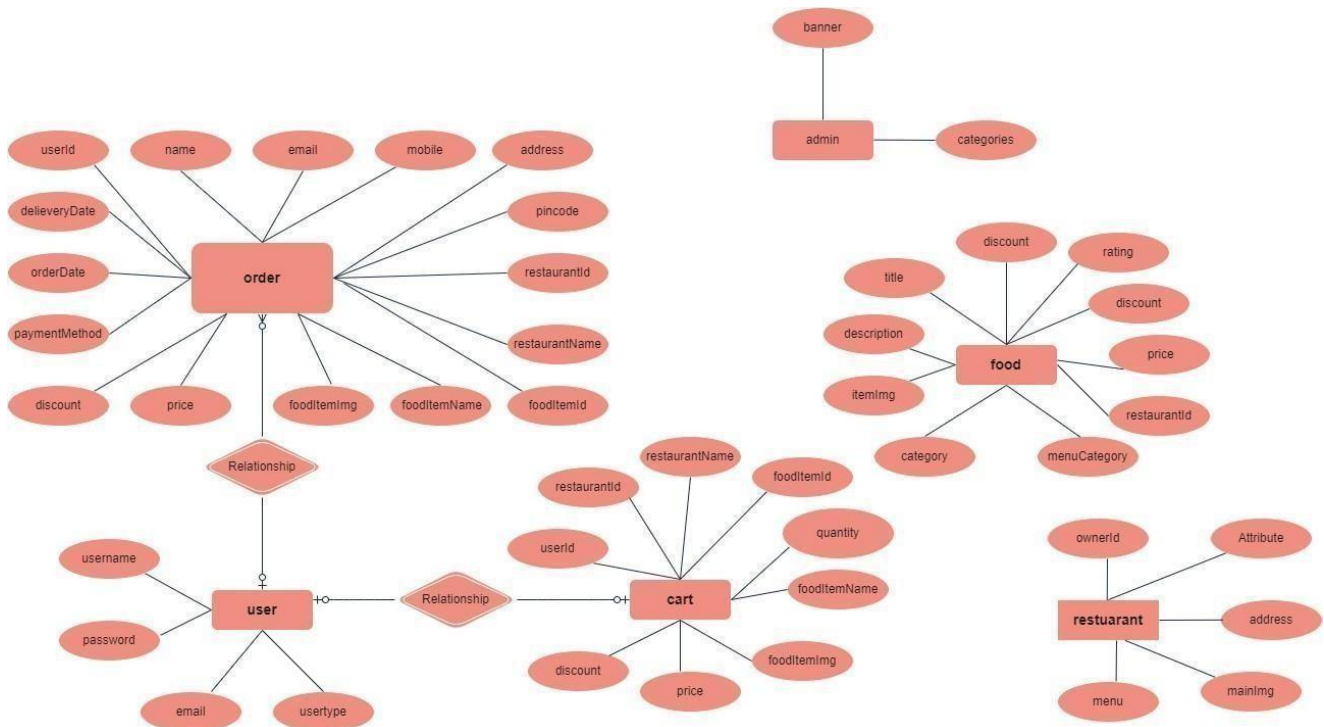 banner
admin
categories
userId
name
email
mobile
address
delieveryDate
pincode
order
orderDate
restaurantId
paymentMethod
restaurantName
discount
price
foodItemImg
foodItemName
foodItemId
Relationship
discount
rating
title
discount
description
food
price
itemImg
restaurantId
category
menuCategory
restaurantName
restaurantId
foodItemId
userId
quantity
Relationship
cart
foodItemName
discount
price
foodItemImg
username
user
password
email
usertype
ownerId
Attribute
restuarant
address
menu
mainImg